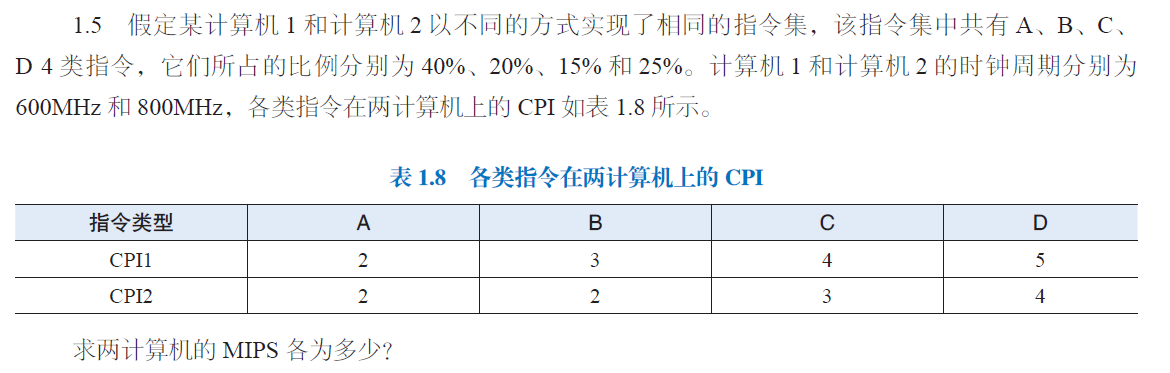 1.5 假定某计算机 1 和计算机 2 以不同的方式实现了相同的指令集，该指令集中共有 A、B、C、
D 4 类指令，它们所占的比例分别为 40%、20%、15% 和 25%。计算机 1 和计算机 2 的时钟周期分别为
600MHz 和 800MHz，各类指令在两计算机上的 CPI 如表 1.8 所示。
表 1.8 各类指令在两计算机上的 CPI
指令类型 A B C D
CPI1 2 3 4 5
CPI2 2 2 3 4
求两计算机的 MIPS 各为多少？